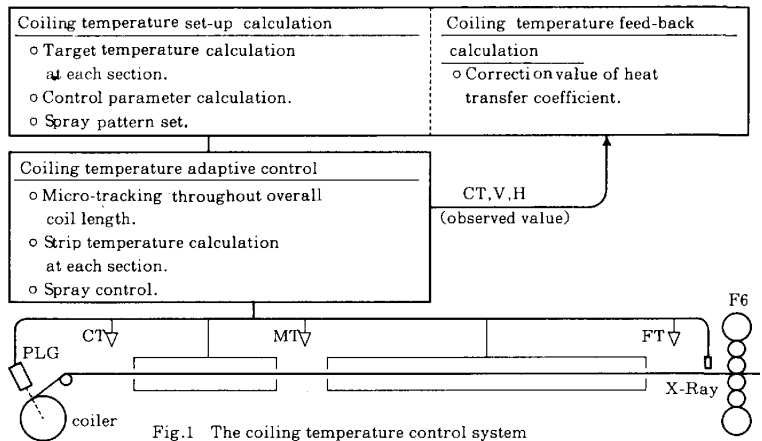 Coiling temperature set-up calculation
o Target temperature calculation
at each section.
o Control parameter calculation.
o Spray pattern set.
Coiling temperature feed-back
calculation
o Correction value of heat
transfer coefficient.
Coiling temperature adaptive control
o Micro-tracking throughout overall
coil length.
o Strip temperature calculation
at each section.
o Spray control.
CT,V,H
(observed value)
F6
CT
MT
FT
PLG
X-Ray
coiler
Fig.1 The coiling temperature control system